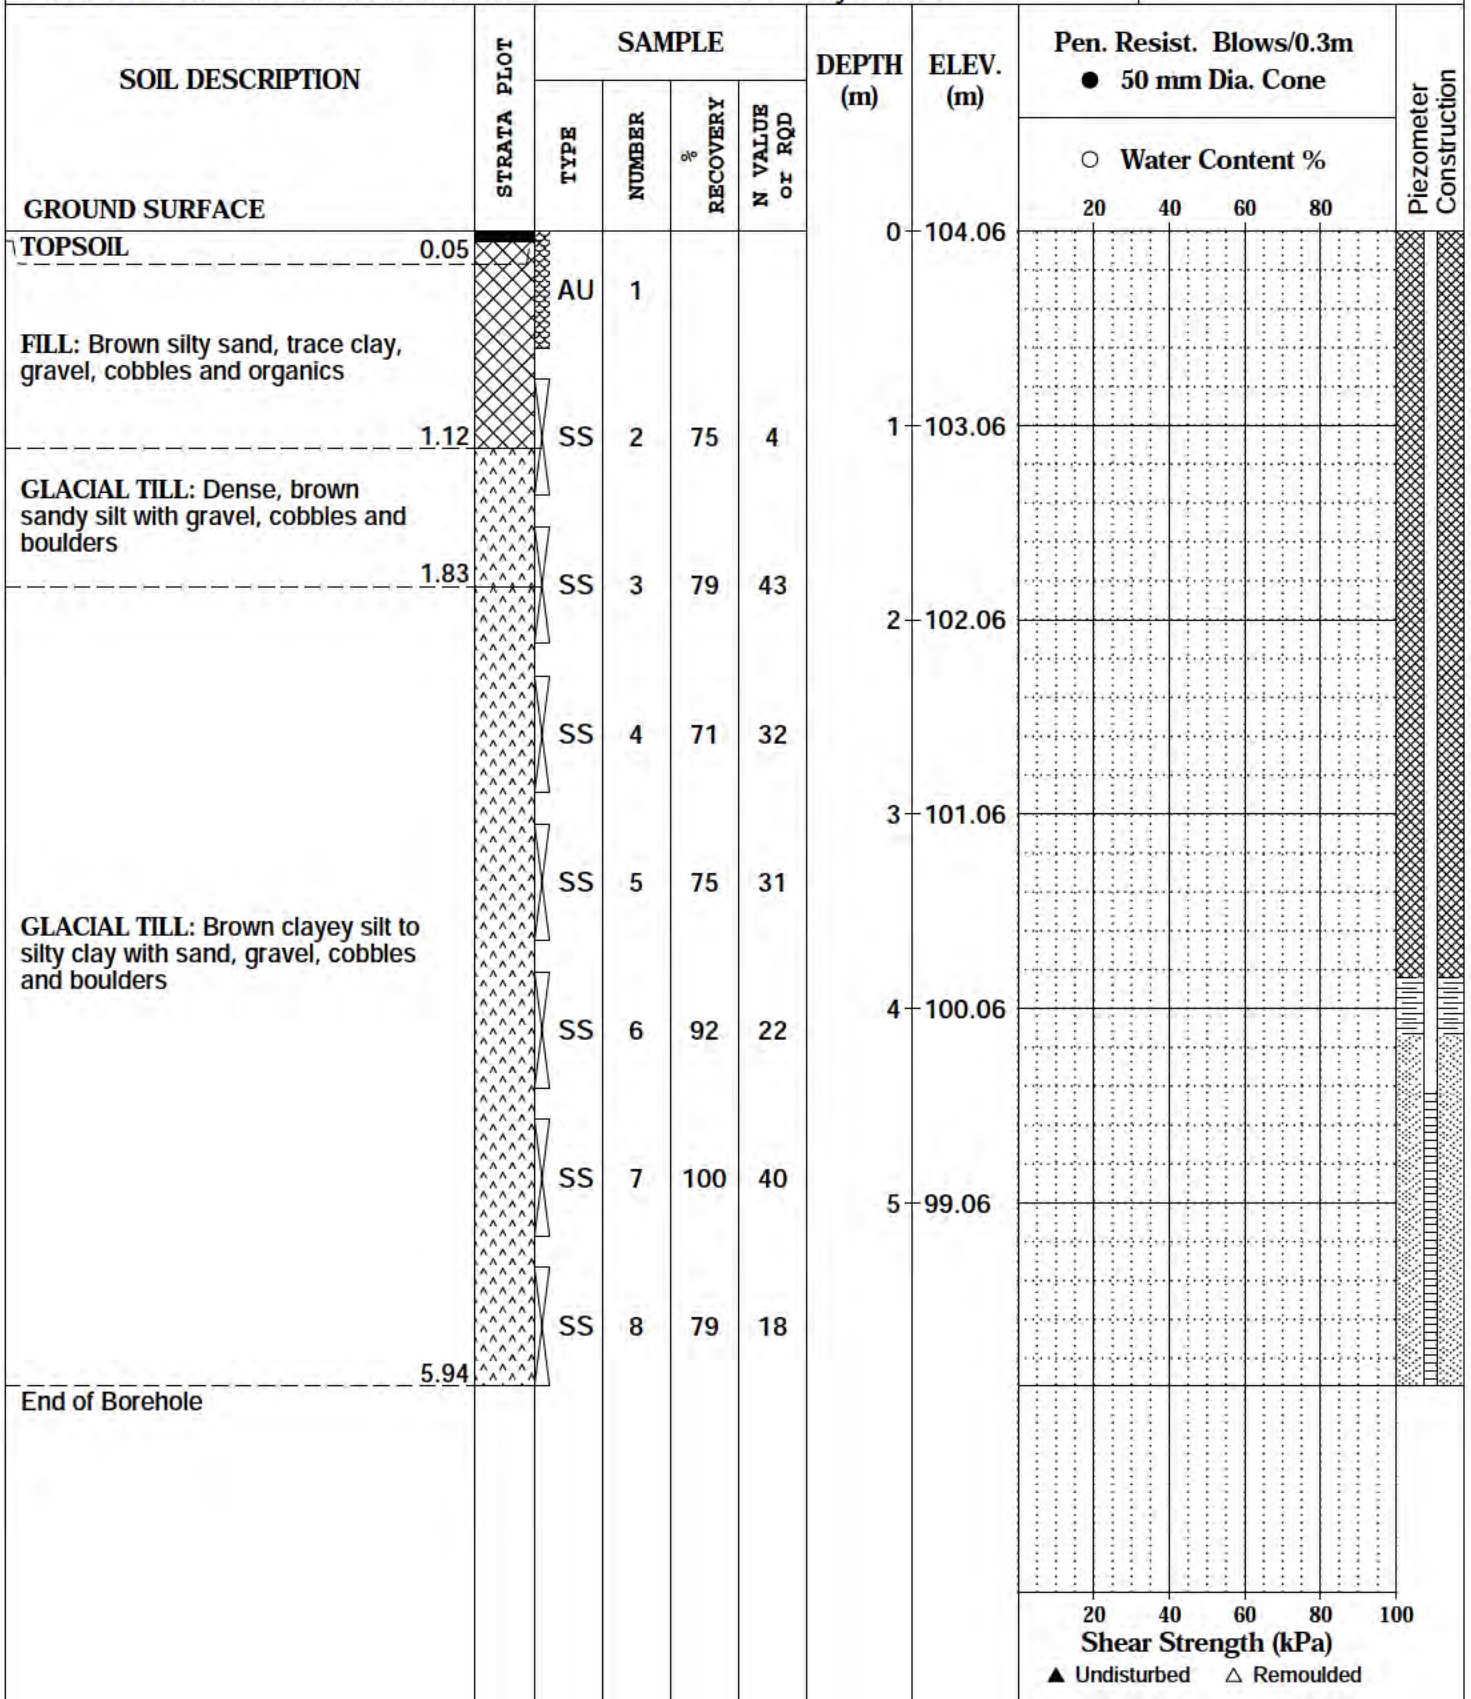 SOIL DESCRIPTION
STRATA PLOT
SAMPLE
TYPE
NUMBER
%
RECOVERY
N VALUE
or RQD
DEPTH
(m)
ELEV.
(m)
Pen. Resist. Blows/0.3m
● 50 mm Dia. Cone
○ Water Content %
20 40 60 80
Piezometer
Construction
GROUND SURFACE
0 104.06
TOPSOIL 0.05
AU 1
FILL: Brown silty sand, trace clay,
gravel, cobbles and organics
1 103.06
1.12
SS 2 75 4
GLACIAL TILL: Dense, brown
sandy silt with gravel, cobbles and
boulders
1.83
SS 3 79 43
2 102.06
SS 4 71 32
3 101.06
SS 5 75 31
GLACIAL TILL: Brown clayey silt to
silty clay with sand, gravel, cobbles
and boulders
4 100.06
SS 6 92 22
SS 7 100 40
5 99.06
SS 8 79 18
5.94
End of Borehole
20 40 60 80 100
Shear Strength (kPa)
▲ Undisturbed △ Remoulded